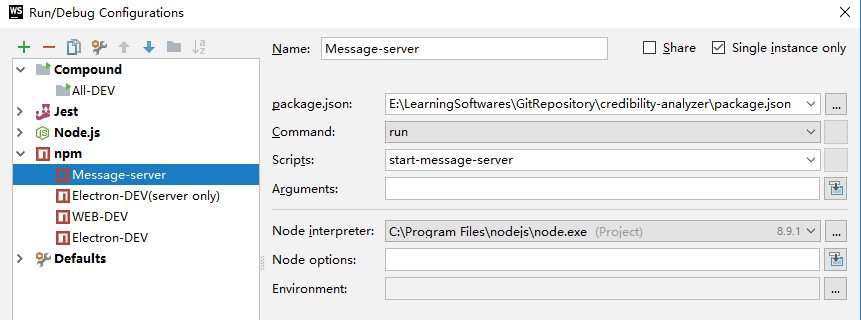 WS Run/Debug Configurations
Compound
All-DEV
Jest
Node.js
npm
Message-server
Electron-DEV(server only)
WEB-DEV
Electron-DEV
Defaults
Name: Message-server
Share
Single instance only
package.json: E:\LearningSoftwares\GitRepository\credibility-analyzer\package.json ...
Command: run
Scripts: start-message-server
Arguments:
Node interpreter: C:\Program Files\nodejs\node.exe (Project) 8.9.1 ...
Node options:
Environment: ...